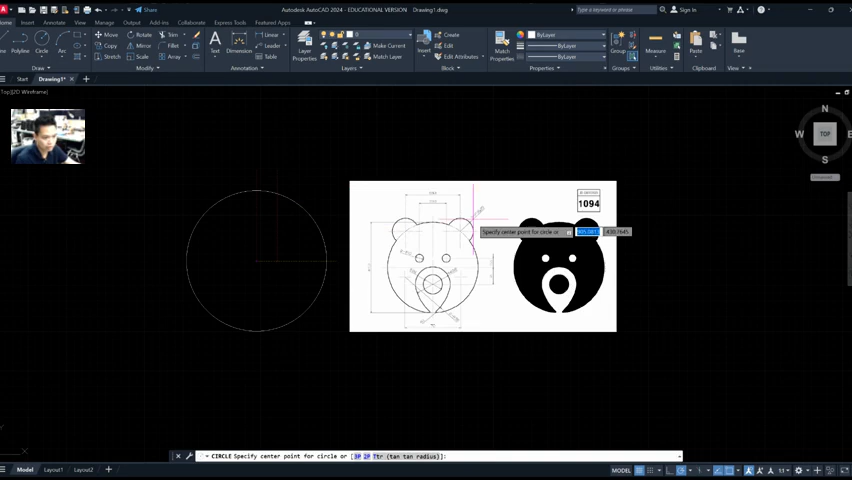 Share
Autodesk AutoCAD 2024 - EDUCATIONAL VERSION Drawing1.dwg
Type a keyword or phrase
Sign In
Insert
Annotation
View
Manage
Output
Add-ins
Collaborate
Express Tools
Featured Apps
Line
Polyline
Circle
Arc
Move
Rotate
Trim
Copy
Mirror
Fillet
Stretch
Scale
Array
Text
Dimension
Linear
Leader
Table
Layer
Properties
0
Make Current
Match Layer
Insert
Create
Edit
Edit Attributes
Match
Properties
ByLayer
ByLayer
ByLayer
Group
Measure
Paste
Base
Draw
Modify
Annotation
Layers
Block
Properties
Groups
Utilities
Clipboard
View
Start
Drawing1*
Top][2D Wireframe]
N
W
TOP
E
S
1094
Specify center point for circle or
CIRCLE Specify center point for circle or [3P 2P Ttr (tan tan radius)]:
Model
Layout1
Layout2
MODEL
1:1